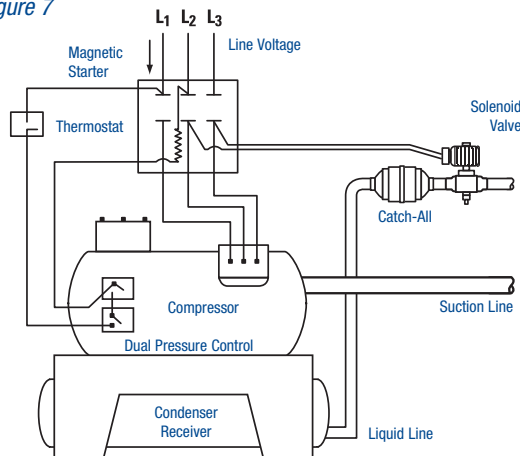 gure 7
L1 L2 L3
Line Voltage
Magnetic
Starter
Thermostat
Solenoid
Valve
Catch-All
Suction Line
Compressor
Dual Pressure Control
Condenser
Receiver
Liquid Line